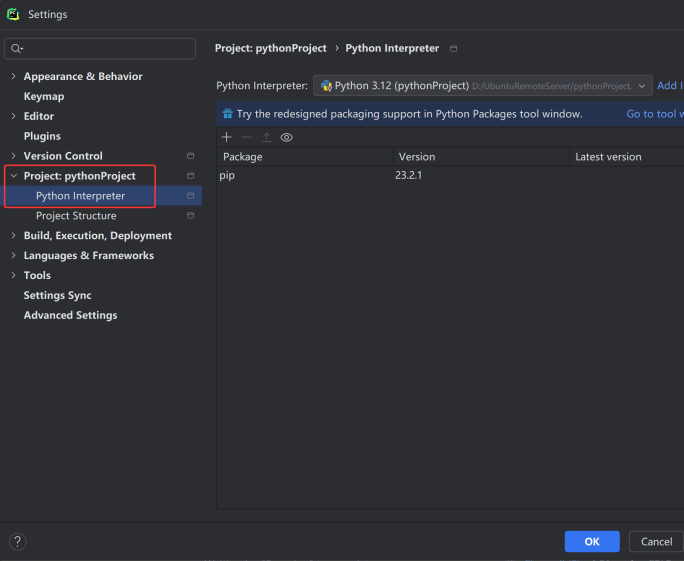 Settings
Project: pythonProject › Python Interpreter
Appearance & Behavior
Keymap
Editor
Plugins
Version Control
Project: pythonProject
Python Interpreter
Project Structure
Build, Execution, Deployment
Languages & Frameworks
Tools
Settings Sync
Advanced Settings
Python Interpreter: Python 3.12 (pythonProject) D:/UbuntuRemoteServer/pythonProject, Add I
Try the redesigned packaging support in Python Packages tool window. Go to tool w
Package Version Latest version
pip 23.2.1
? OK Cancel